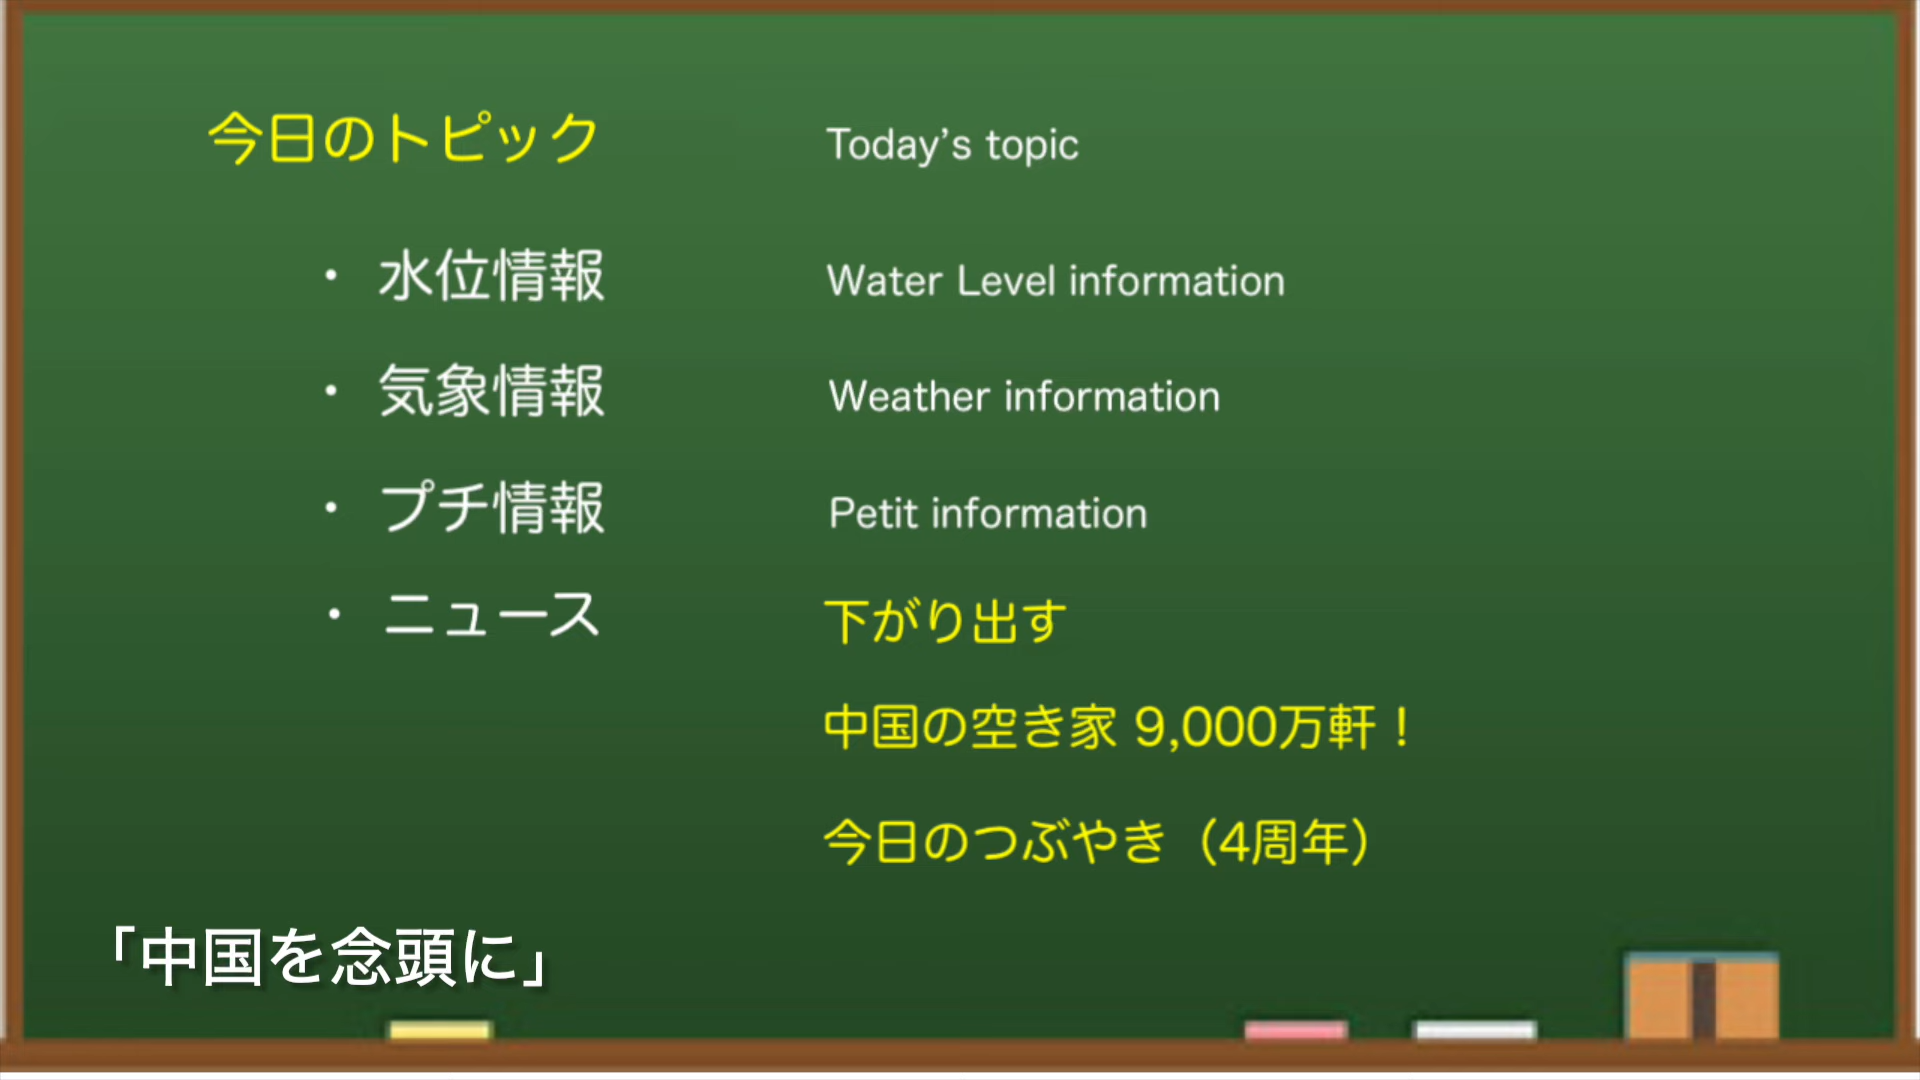 今日のトピック Today's topic
・ 水位情報 Water Level information
・ 気象情報 Weather information
・ プチ情報 Petit information
・ ニュース 下がり出す
中国の空き家 9,000万軒！
今日のつぶやき（4周年）
「中国を念頭に」